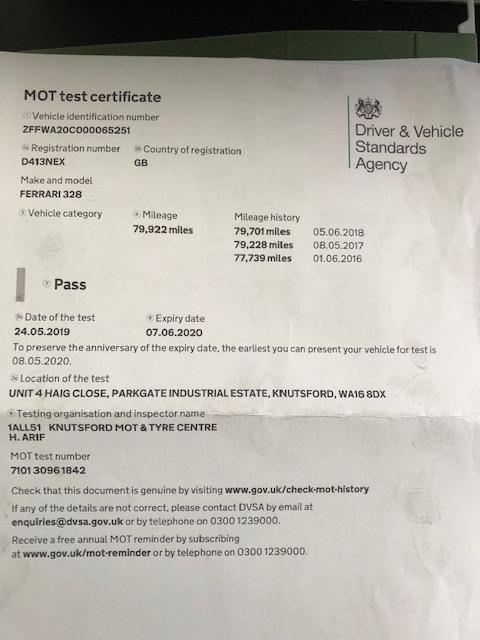 MOT test certificate
① Vehicle identification number
ZFFWA20C000065251
Registration number Country of registration
D413NEX GB
Make and model
FERRARI 328
Vehicle category ④ Mileage Mileage history
79,922 miles 79,701 miles 05.06.2018
79,228 miles 08.05.2017
77,739 miles 01.06.2016
Driver & Vehicle
Standards
Agency
⑦ Pass
Date of the test Expiry date
24.05.2019 07.06.2020
To preserve the anniversary of the expiry date, the earliest you can present your vehicle for test is
08.05.2020.
Location of the test
UNIT 4 HAIG CLOSE, PARKGATE INDUSTRIAL ESTATE, KNUTSFORD, WA16 8DX
Testing organisation and inspector name
1ALL51 KNUTSFORD MOT & TYRE CENTRE
H. ARIF
MOT test number
7101 3096 1842
Check that this document is genuine by visiting www.gov.uk/check-mot-history
If any of the details are not correct, please contact DVSA by email at
enquiries@dvsa.gov.uk or by telephone on 0300 1239000.
Receive a free annual MOT reminder by subscribing
at www.gov.uk/mot-reminder or by telephone on 0300 1239000.